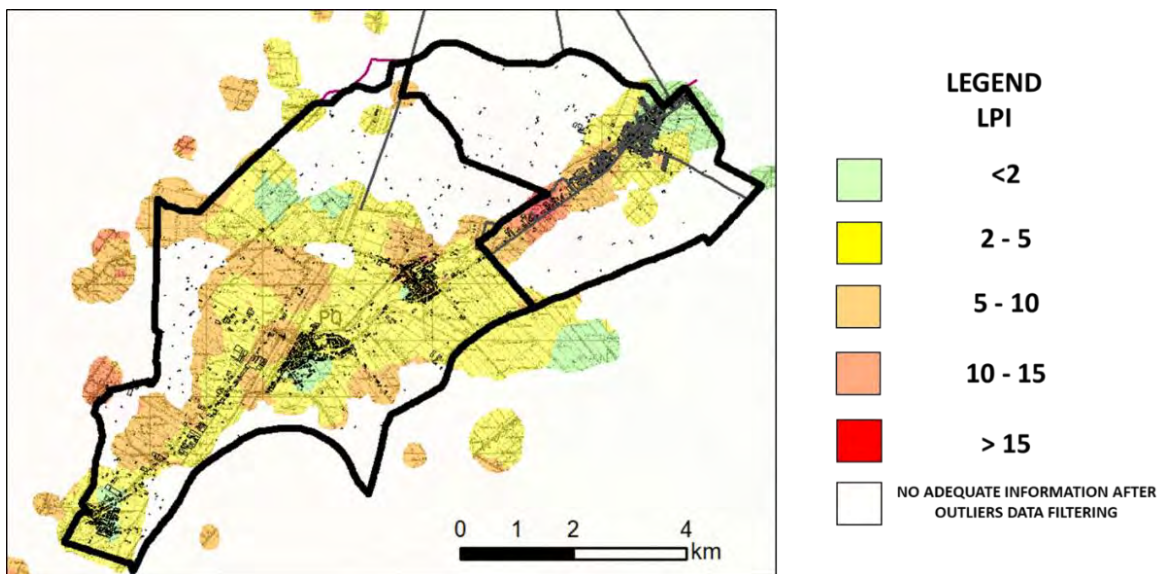 PQ
0 1 2 4
km
LEGEND
LPI
<2
2 - 5
5 - 10
10 - 15
> 15
NO ADEQUATE INFORMATION AFTER
OUTLIERS DATA FILTERING